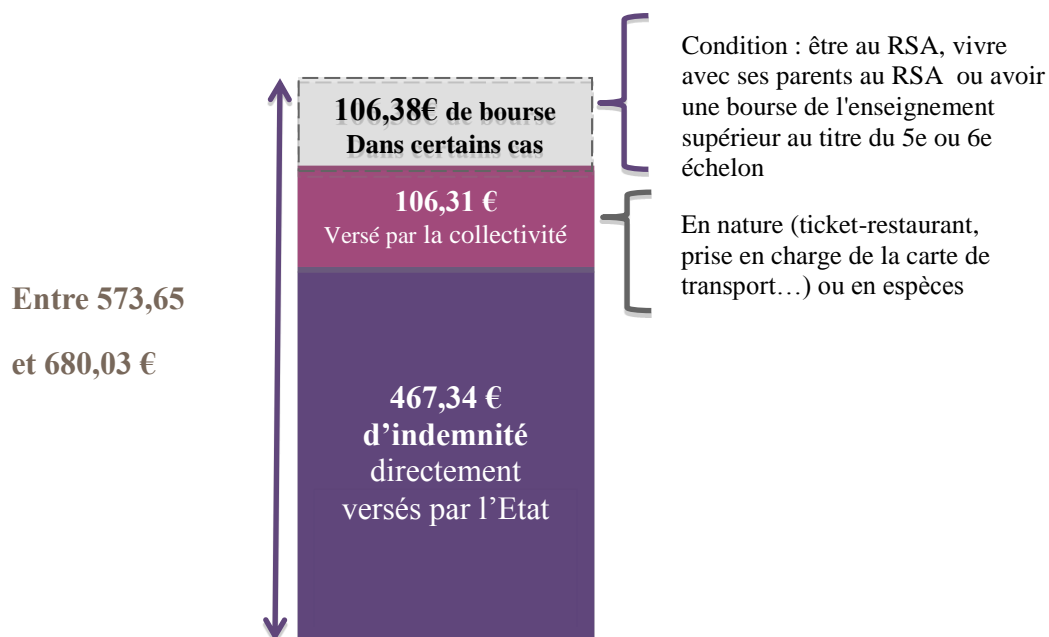 Condition : être au RSA, vivre
avec ses parents au RSA ou avoir
une bourse de l'enseignement
supérieur au titre du 5e ou 6e
échelon
106,38€ de bourse
Dans certains cas
106,31 €
Versé par la collectivité
En nature (ticket-restaurant,
prise en charge de la carte de
transport…) ou en espèces
Entre 573,65
et 680,03 €
467,34 €
d’indemnité
directement
versés par l’Etat